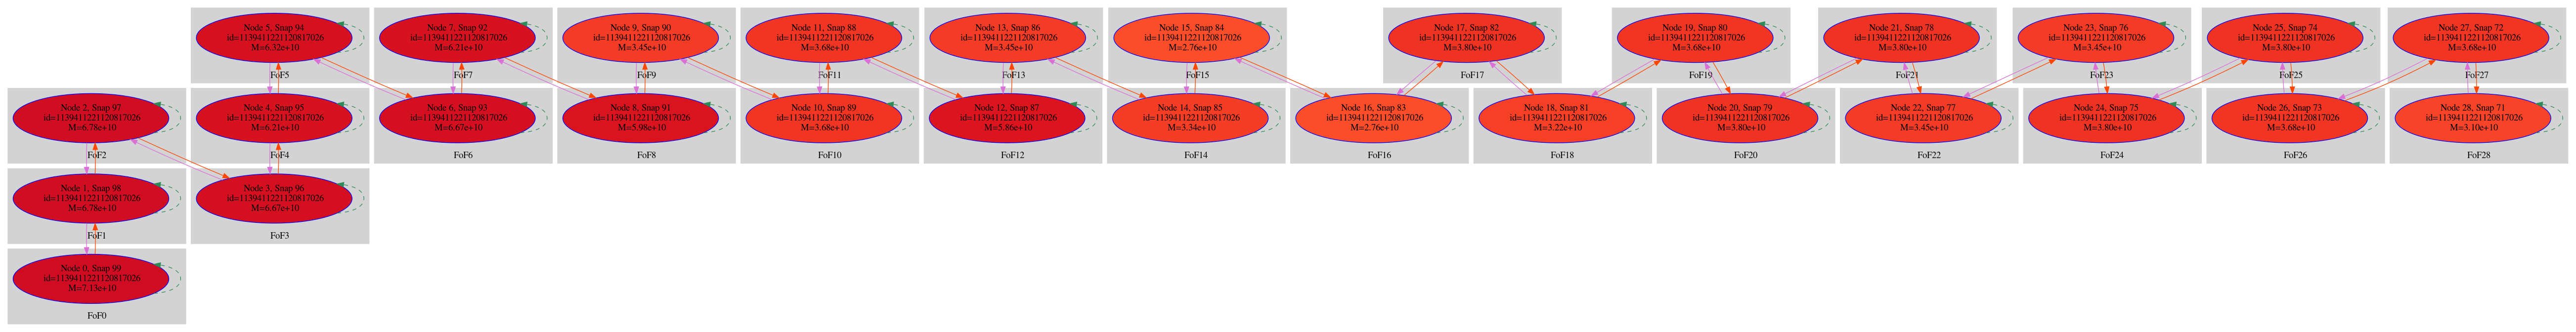 Node 5, Snap 94
id=1139411221120817026
M=6.32e+10
FoF5
Node 7, Snap 92
id=1139411221120817026
M=6.21e+10
FoF7
Node 9, Snap 90
id=1139411221120817026
M=3.45e+10
FoF9
Node 11, Snap 88
id=1139411221120817026
M=3.68e+10
FoF11
Node 13, Snap 86
id=1139411221120817026
M=3.45e+10
FoF13
Node 15, Snap 84
id=1139411221120817026
M=2.76e+10
FoF15
Node 17, Snap 82
id=1139411221120817026
M=3.80e+10
FoF17
Node 19, Snap 80
id=1139411221120817026
M=3.68e+10
FoF19
Node 21, Snap 78
id=1139411221120817026
M=3.80e+10
FoF21
Node 23, Snap 76
id=1139411221120817026
M=3.45e+10
FoF23
Node 25, Snap 74
id=1139411221120817026
M=3.80e+10
FoF25
Node 27, Snap 72
id=1139411221120817026
M=3.68e+10
FoF27
Node 2, Snap 97
id=1139411221120817026
M=6.78e+10
FoF2
Node 4, Snap 95
id=1139411221120817026
M=6.21e+10
FoF4
Node 6, Snap 93
id=1139411221120817026
M=6.67e+10
FoF6
Node 8, Snap 91
id=1139411221120817026
M=5.98e+10
FoF8
Node 10, Snap 89
id=1139411221120817026
M=3.68e+10
FoF10
Node 12, Snap 87
id=1139411221120817026
M=5.86e+10
FoF12
Node 14, Snap 85
id=1139411221120817026
M=3.34e+10
FoF14
Node 16, Snap 83
id=1139411221120817026
M=2.76e+10
FoF16
Node 18, Snap 81
id=1139411221120817026
M=3.22e+10
FoF18
Node 20, Snap 79
id=1139411221120817026
M=3.80e+10
FoF20
Node 22, Snap 77
id=1139411221120817026
M=3.45e+10
FoF22
Node 24, Snap 75
id=1139411221120817026
M=3.80e+10
FoF24
Node 26, Snap 73
id=1139411221120817026
M=3.68e+10
FoF26
Node 28, Snap 71
id=1139411221120817026
M=3.10e+10
FoF28
Node 1, Snap 98
id=1139411221120817026
M=6.78e+10
FoF1
Node 3, Snap 96
id=1139411221120817026
M=6.67e+10
FoF3
Node 0, Snap 99
id=1139411221120817026
M=7.13e+10
FoF0